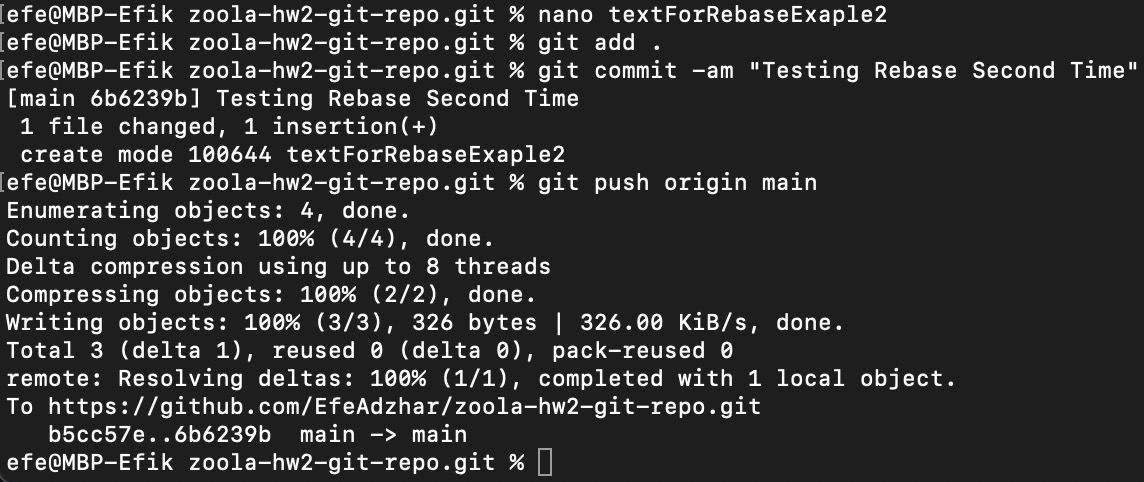 [efe@MBP-Efik zoola-hw2-git-repo.git % nano textForRebaseExaple2
[efe@MBP-Efik zoola-hw2-git-repo.git % git add .
[efe@MBP-Efik zoola-hw2-git-repo.git % git commit -am "Testing Rebase Second Time"
[main 6b6239b] Testing Rebase Second Time
 1 file changed, 1 insertion(+)
 create mode 100644 textForRebaseExaple2
[efe@MBP-Efik zoola-hw2-git-repo.git % git push origin main
Enumerating objects: 4, done.
Counting objects: 100% (4/4), done.
Delta compression using up to 8 threads
Compressing objects: 100% (2/2), done.
Writing objects: 100% (3/3), 326 bytes | 326.00 KiB/s, done.
Total 3 (delta 1), reused 0 (delta 0), pack-reused 0
remote: Resolving deltas: 100% (1/1), completed with 1 local object.
To https://github.com/EfeAdzhar/zoola-hw2-git-repo.git
   b5cc57e..6b6239b  main -> main
efe@MBP-Efik zoola-hw2-git-repo.git %